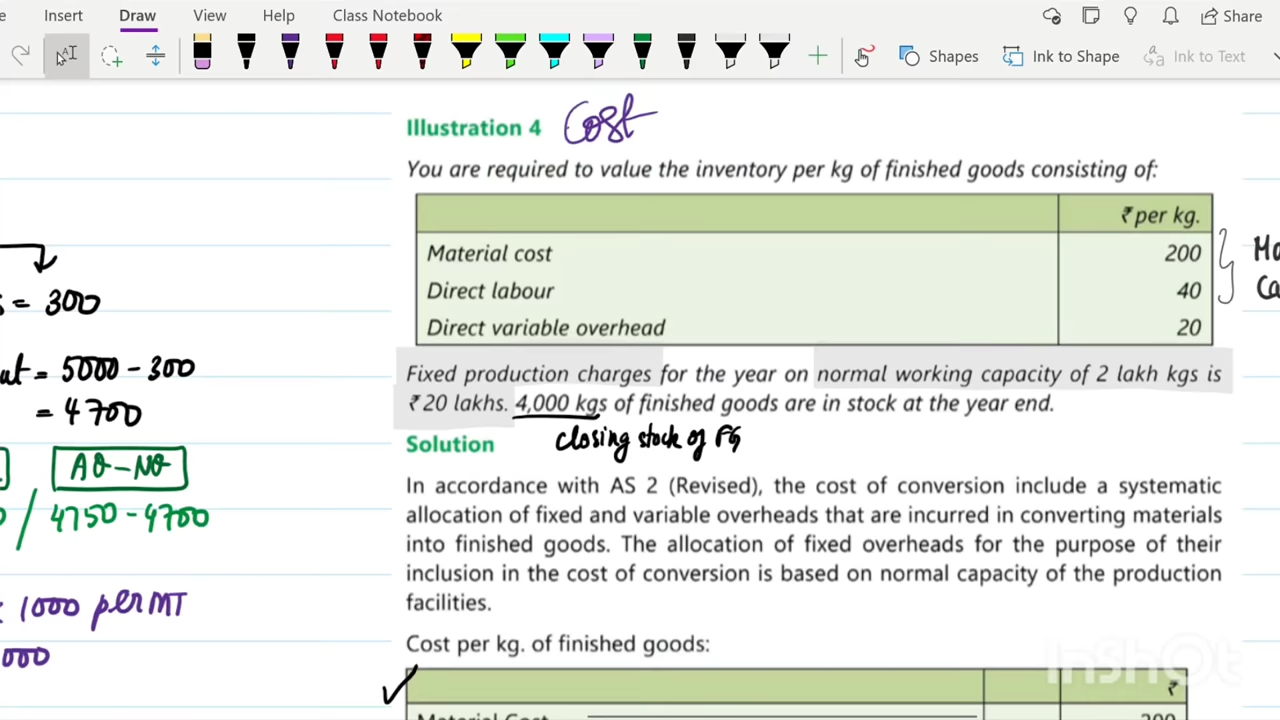 Insert Draw View Help Class Notebook Share
Shapes Ink to Shape Ink to Text
Illustration 4 Cost
You are required to value the inventory per kg of finished goods consisting of:
₹ per kg.
Material cost 200
Direct labour 40
Direct variable overhead 20
Fixed production charges for the year on normal working capacity of 2 lakh kgs is
₹ 20 lakhs. 4,000 kgs of finished goods are in stock at the year end.
closing stock of FG
Solution
In accordance with AS 2 (Revised), the cost of conversion include a systematic
allocation of fixed and variable overheads that are incurred in converting materials
into finished goods. The allocation of fixed overheads for the purpose of their
inclusion in the cost of conversion is based on normal capacity of the production
facilities.
Cost per kg. of finished goods:
₹
Material Cost 200
= 300
= 5000 - 300
= 4700
AQ - NQ
/ 4750 - 4700
1000 per MT
000
InShOt